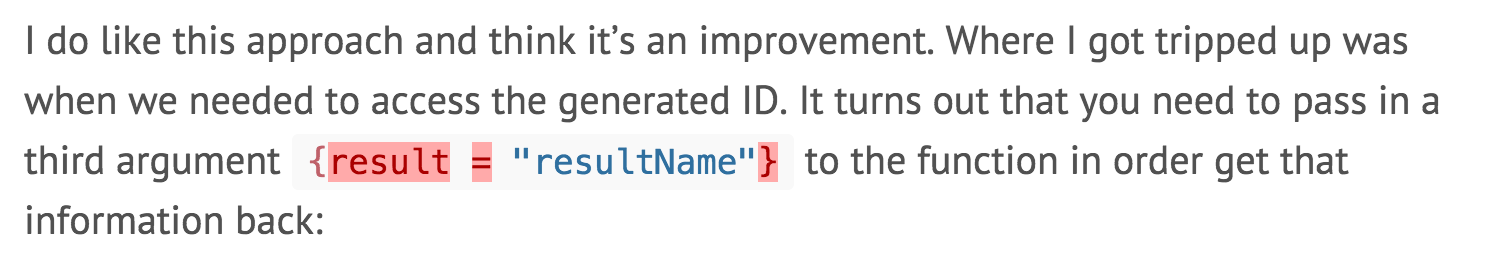 I do like this approach and think it’s an improvement. Where I got tripped up was
when we needed to access the generated ID. It turns out that you need to pass in a
third argument {result = "resultName"} to the function in order get that
information back: